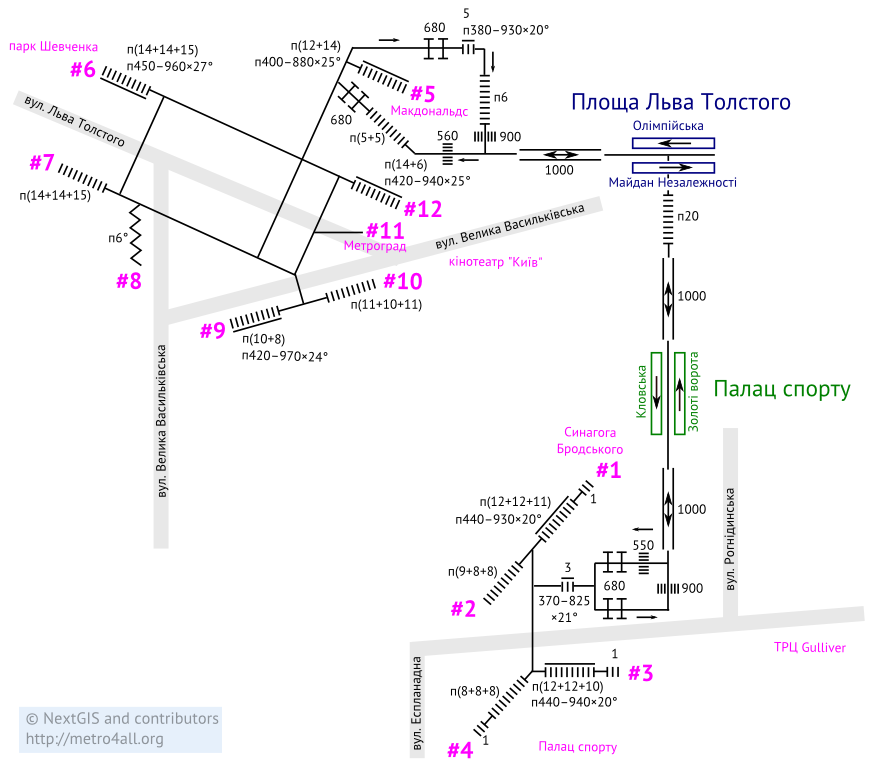 парк Шевченка
#6
п(14+14+15)
п450–960×27°
вул. Льва Толстого
#7
п(14+14+15)
п6°
#8
п(12+14)
п400–880×25°
680
5
п380–930×20°
#5
Макдональдс
680
п(5+5)
п6
560
900
п(14+6)
п420–940×25°
1000
Площа Льва Толстого
Олімпійська
Майдан Незалежності
п20
#12
#11
Метроград
вул. Велика Васильківська
кінотеатр "Київ"
#10
п(11+10+11)
#9
п(10+8)
п420–970×24°
вул. Велика Васильківська
1000
Кловська
Золоті ворота
Палац спорту
Синагога
Бродського
#1
1
п(12+12+11)
п440–930×20°
1000
550
680
900
вул. Рогнідинська
п(9+8+8)
#2
3
370–825
×21°
ТРЦ Gulliver
вул. Еспланадна
1
#3
п(12+12+10)
п440–940×20°
п(8+8+8)
1
#4
Палац спорту
© NextGIS and contributors
http://metro4all.org